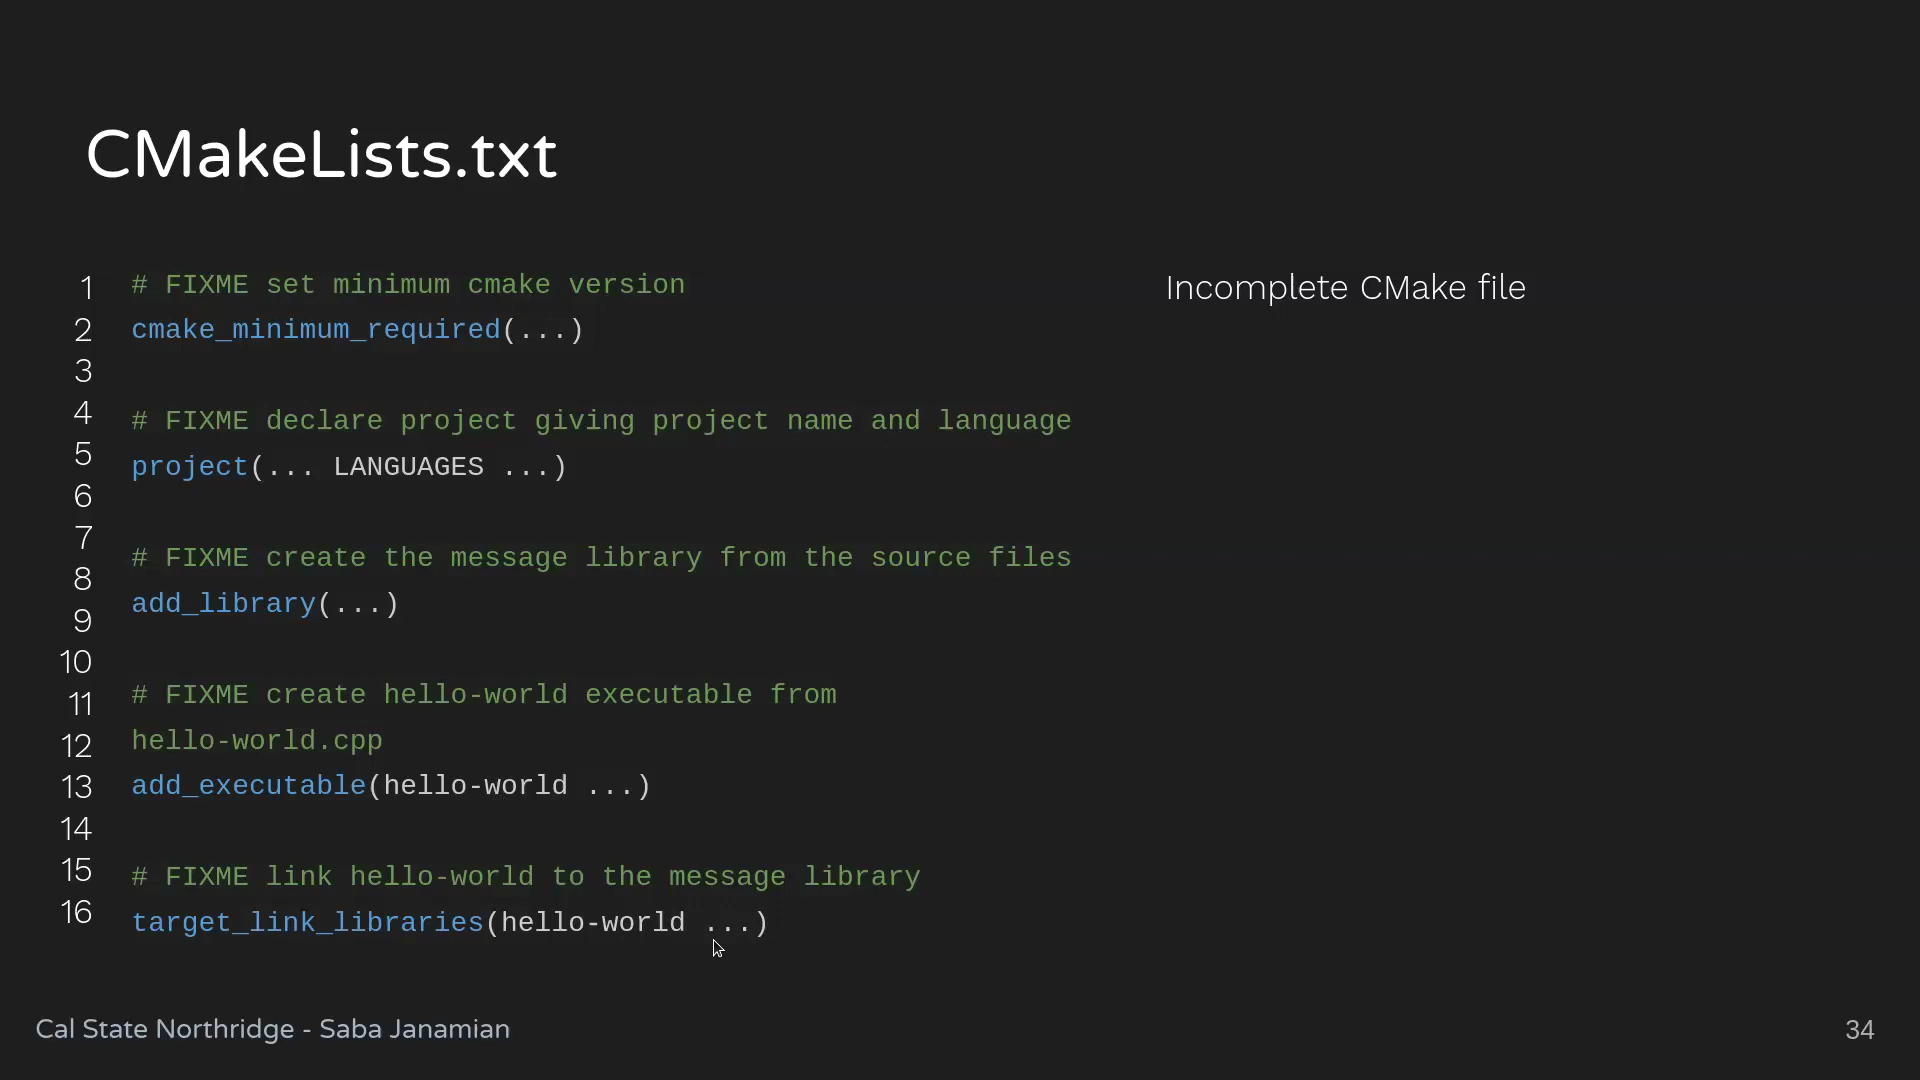 CMakeLists.txt
1 # FIXME set minimum cmake version
2 cmake_minimum_required(...)
3
4 # FIXME declare project giving project name and language
5 project(... LANGUAGES ...)
6
7 # FIXME create the message library from the source files
8 add_library(...)
9
10 # FIXME create hello-world executable from
11 hello-world.cpp
12 add_executable(hello-world ...)
13
14 # FIXME link hello-world to the message library
15 target_link_libraries(hello-world ...)
16
Incomplete CMake file
Cal State Northridge - Saba Janamian
34